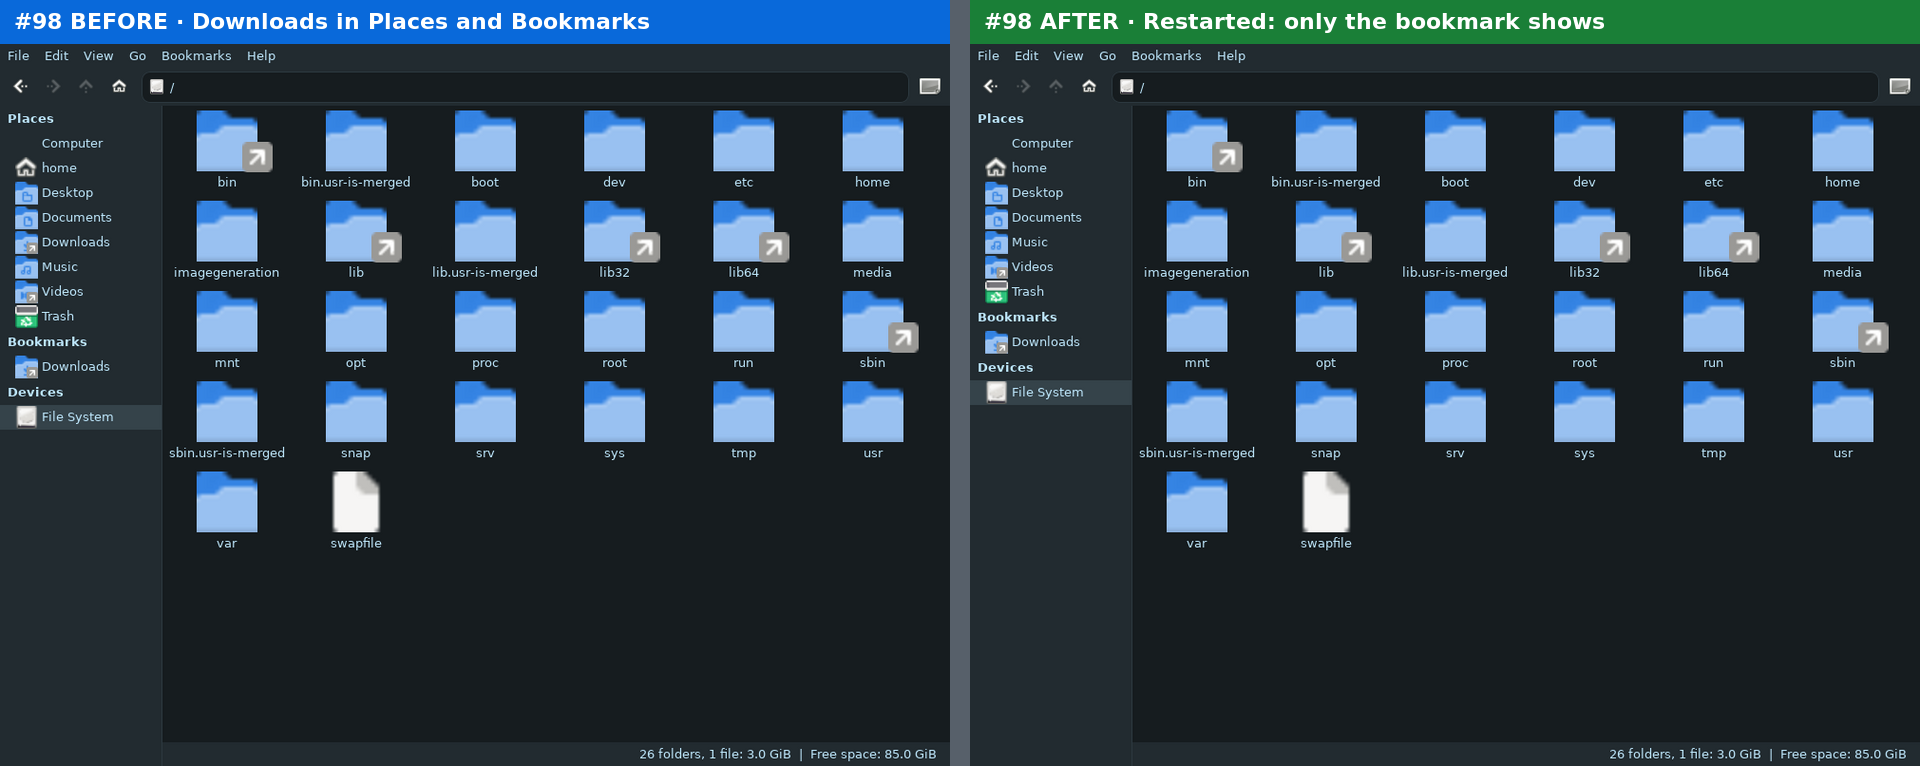 #98 BEFORE · Downloads in Places and Bookmarks
File Edit View Go Bookmarks Help
/
Places
Computer
home
Desktop
Documents
Downloads
Music
Videos
Trash
Bookmarks
Downloads
Devices
File System
bin bin.usr-is-merged boot dev etc home
imagegeneration lib lib.usr-is-merged lib32 lib64 media
mnt opt proc root run sbin
sbin.usr-is-merged snap srv sys tmp usr
var swapfile
26 folders, 1 file: 3.0 GiB | Free space: 85.0 GiB
#98 AFTER · Restarted: only the bookmark shows
File Edit View Go Bookmarks Help
/
Places
Computer
home
Desktop
Documents
Music
Videos
Trash
Bookmarks
Downloads
Devices
File System
bin bin.usr-is-merged boot dev etc home
imagegeneration lib lib.usr-is-merged lib32 lib64 media
mnt opt proc root run sbin
sbin.usr-is-merged snap srv sys tmp usr
var swapfile
26 folders, 1 file: 3.0 GiB | Free space: 85.0 GiB